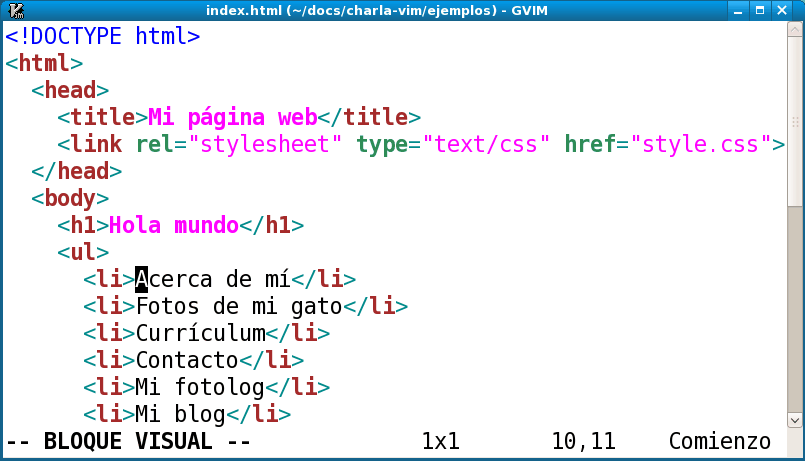 index.html (~/docs/charla-vim/ejemplos) - GVIM
<!DOCTYPE html>
<html>
  <head>
    <title>Mi página web</title>
    <link rel="stylesheet" type="text/css" href="style.css">
  </head>
  <body>
    <h1>Hola mundo</h1>
    <ul>
      <li>Acerca de mí</li>
      <li>Fotos de mi gato</li>
      <li>Currículum</li>
      <li>Contacto</li>
      <li>Mi fotolog</li>
      <li>Mi blog</li>
-- BLOQUE VISUAL -- 1x1 10,11 Comienzo